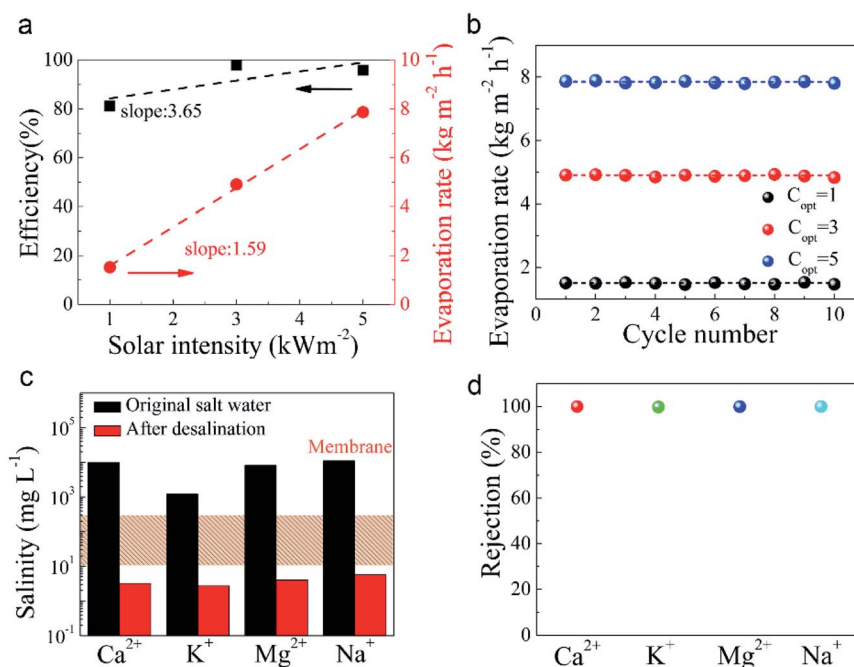 a
Efficiency(%)
100
80
60
40
20
0
slope:3.65
slope:1.59
10
8
6
4
2
0
Evaporation rate (kg m⁻² h⁻¹)
1 2 3 4 5
Solar intensity (kWm⁻²)
b
Evaporation rate (kg m⁻² h⁻¹)
8
6
4
2
C_opt=1
C_opt=3
C_opt=5
0 2 4 6 8 10
Cycle number
c
Salinity (mg L⁻¹)
10⁵
10³
10¹
10⁻¹
Original salt water
After desalination
Membrane
Ca²⁺ K⁺ Mg²⁺ Na⁺
d
Rejection (%)
100
80
60
40
20
0
Ca²⁺ K⁺ Mg²⁺ Na⁺